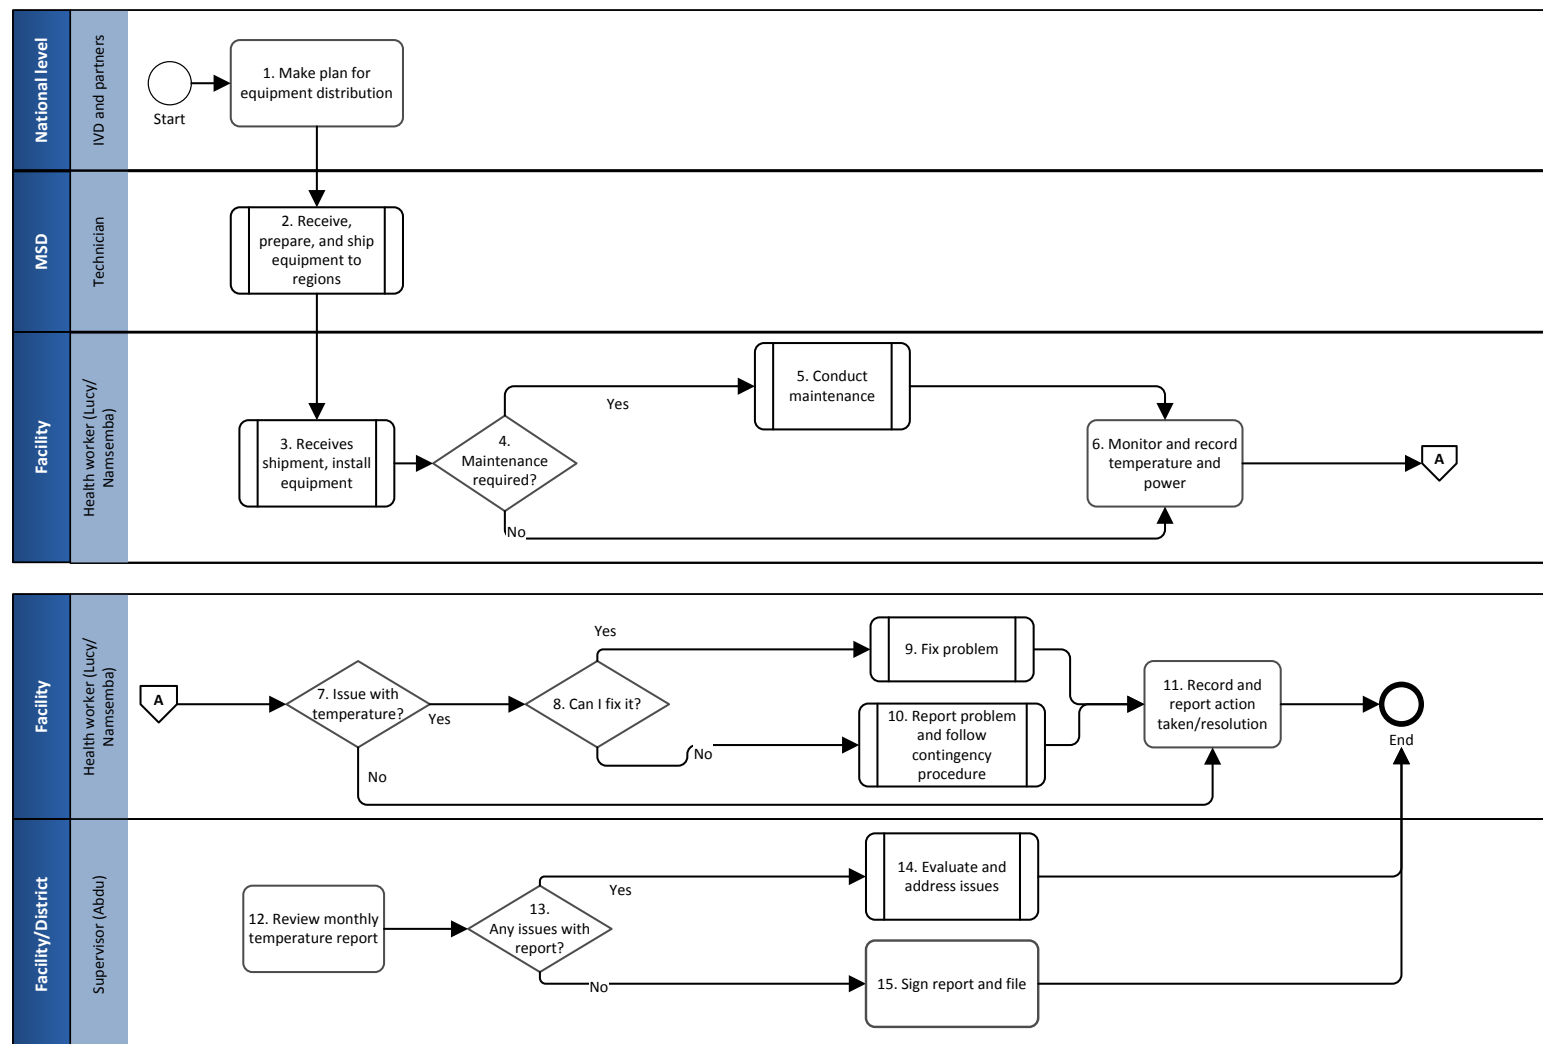 National level
IVD and partners
Start
1. Make plan for
equipment distribution
MSD
Technician
2. Receive,
prepare, and ship
equipment to
regions
Facility
Health worker (Lucy/
Namsemba)
3. Receives
shipment, install
equipment
4.
Maintenance
required?
Yes
No
5. Conduct
maintenance
6. Monitor and record
temperature and
power
A
Facility
Health worker (Lucy/
Namsemba)
A
7. Issue with
temperature?
Yes
No
8. Can I fix it?
Yes
No
9. Fix problem
10. Report problem
and follow
contingency
procedure
11. Record and
report action
taken/resolution
End
Facility/District
Supervisor (Abdu)
12. Review monthly
temperature report
13.
Any issues with
report?
Yes
No
14. Evaluate and
address issues
15. Sign report and file